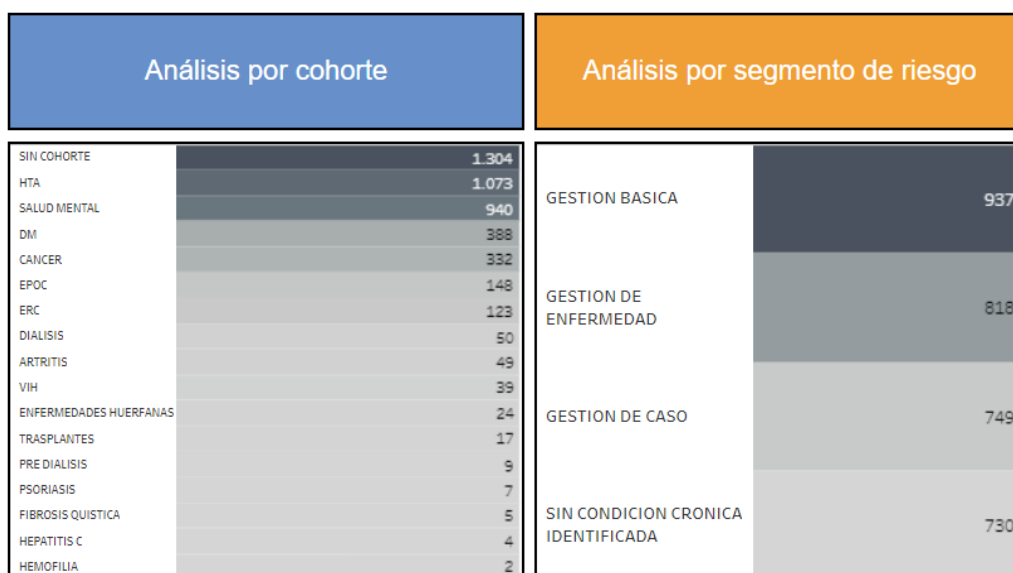 Análisis por cohorte
Análisis por segmento de riesgo
SIN COHORTE 1.304
HTA 1.073
SALUD MENTAL 940
DM 388
CANCER 332
EPOC 148
ERC 123
DIALISIS 50
ARTRITIS 49
VIH 39
ENFERMEDADES HUERFANAS 24
TRASPLANTES 17
PRE DIALISIS 9
PSORIASIS 7
FIBROSIS QUISTICA 5
HEPATITIS C 4
HEMOFILIA 2
GESTION BASICA 937
GESTION DE
ENFERMEDAD 818
GESTION DE CASO 749
SIN CONDICION CRONICA
IDENTIFICADA 730